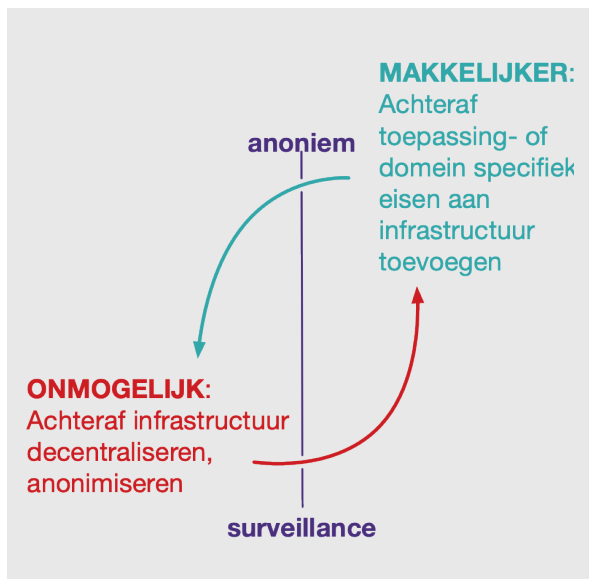 MAKKELIJKER:
Achteraf
toepassing- of
domein specifiek
eisen aan
infrastructuur
toevoegen
anoniem
ONMOGELIJK:
Achteraf infrastructuur
decentraliseren,
anonimiseren
surveillance